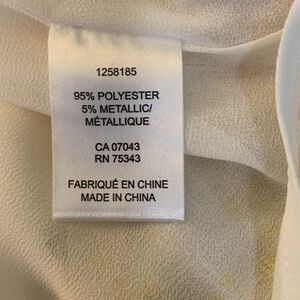 1258185
95% POLYESTER
5% METALLIC/
MÉTALLIQUE
CA 07043
RN 75343
FABRIQUÉ EN CHINE
MADE IN CHINA